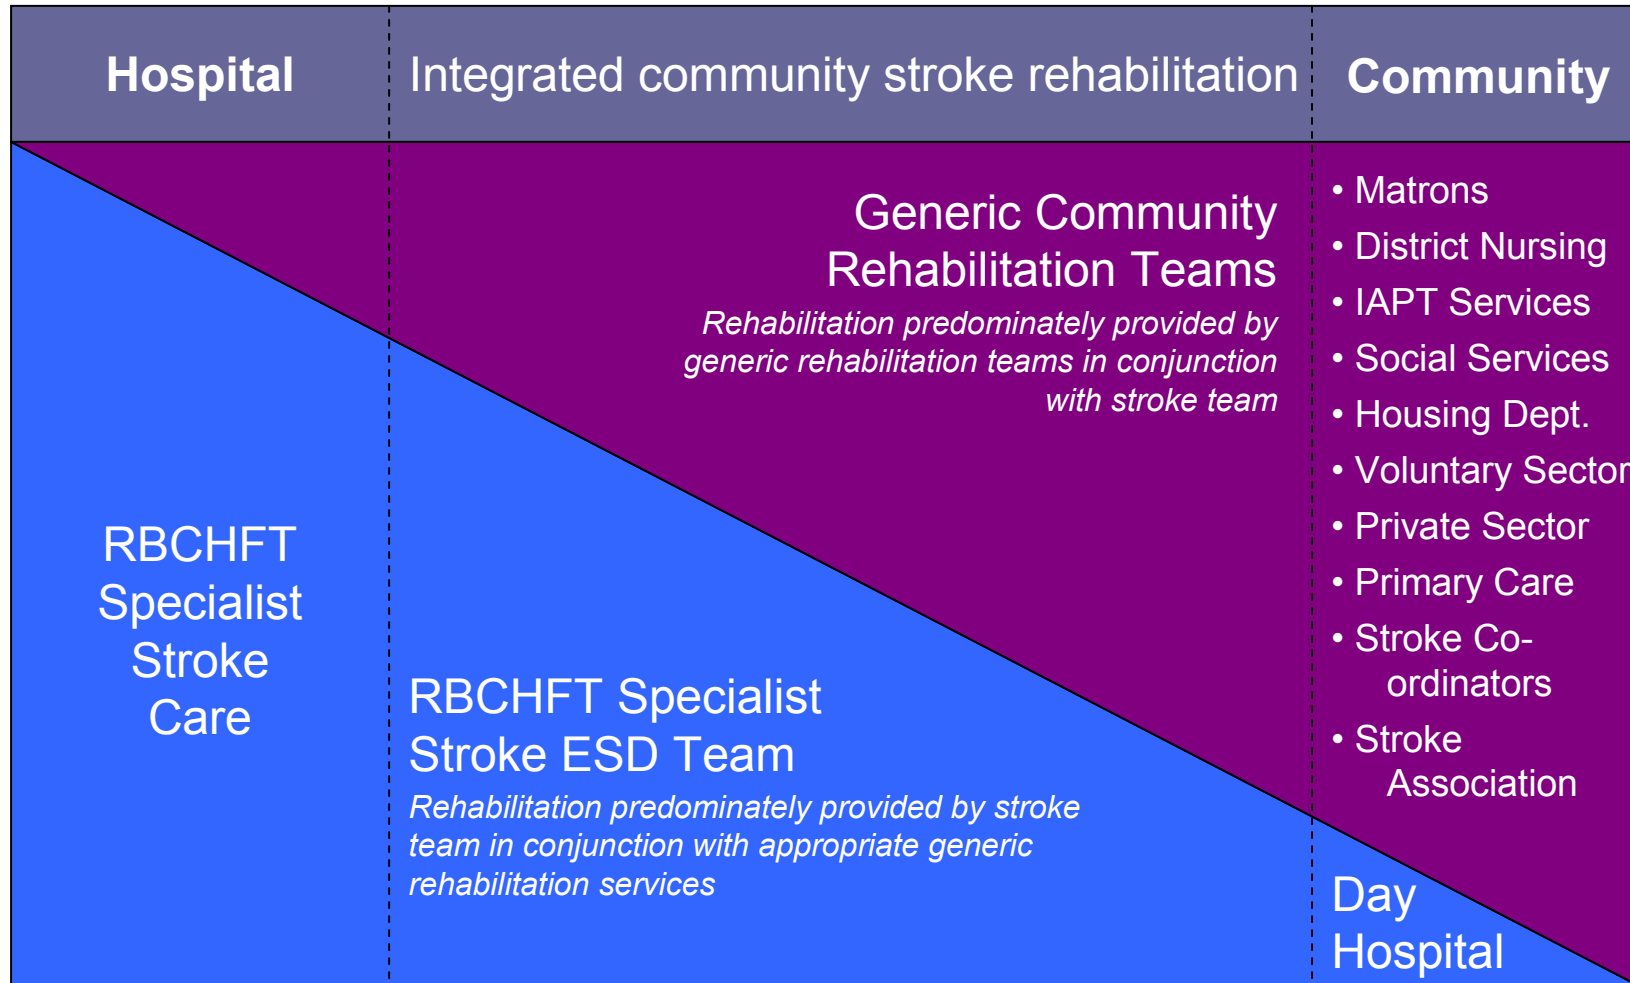 Hospital
Integrated community stroke rehabilitation
Community
Generic Community
Rehabilitation Teams
Rehabilitation predominately provided by
generic rehabilitation teams in conjunction
with stroke team
• Matrons
• District Nursing
• IAPT Services
• Social Services
• Housing Dept.
• Voluntary Sector
• Private Sector
• Primary Care
• Stroke Co-
ordinators
• Stroke
Association
RBCHFT
Specialist
Stroke
Care
RBCHFT Specialist
Stroke ESD Team
Rehabilitation predominately provided by stroke
team in conjunction with appropriate generic
rehabilitation services
Day
Hospital